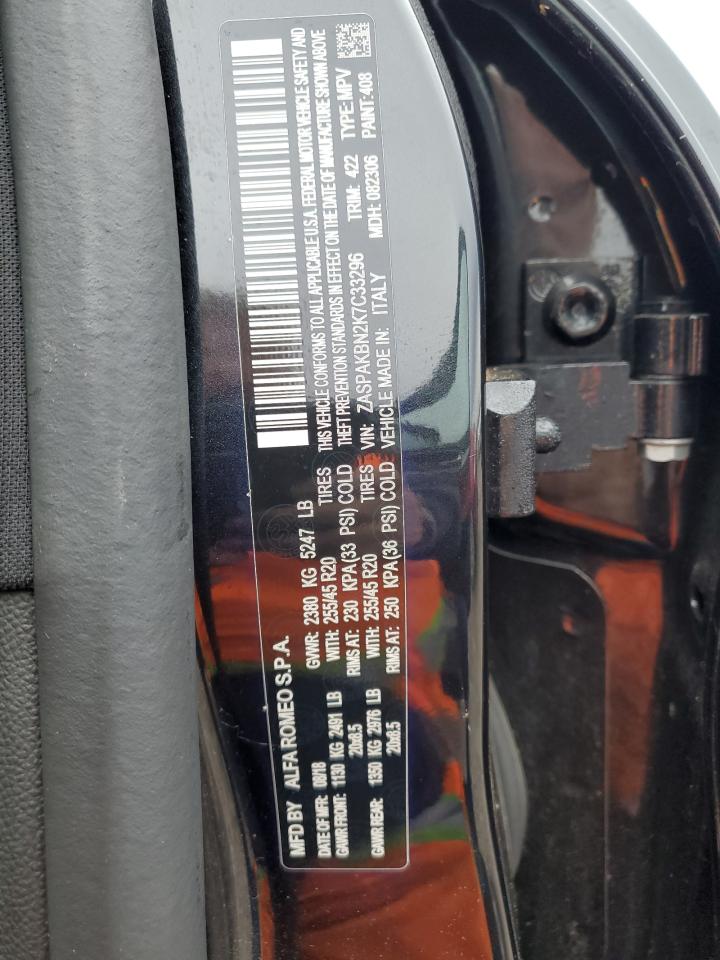 MFD BY ALFA ROMEO S.P.A.
DATE OF MFR: 08/18 GVWR: 2380 KG 5247 LB
GAWR FRONT: 1130 KG 2491 LB WITH: 255/45 R20 TIRES
20x8.5 RIMS AT: 230 KPA(33 PSI) COLD
GAWR REAR: 1350 KG 2976 LB WITH: 255/45 R20 TIRES
20x8.5 RIMS AT: 250 KPA(36 PSI) COLD
THIS VEHICLE CONFORMS TO ALL APPLICABLE U.S.A. FEDERAL MOTOR VEHICLE SAFETY AND
THEFT PREVENTION STANDARDS IN EFFECT ON THE DATE OF MANUFACTURE SHOWN ABOVE
VIN: ZASPAKBN2K7C33296 TRIM: 422 TYPE: MPV
VEHICLE MADE IN: ITALY MDH: 082306 PAINT: 408